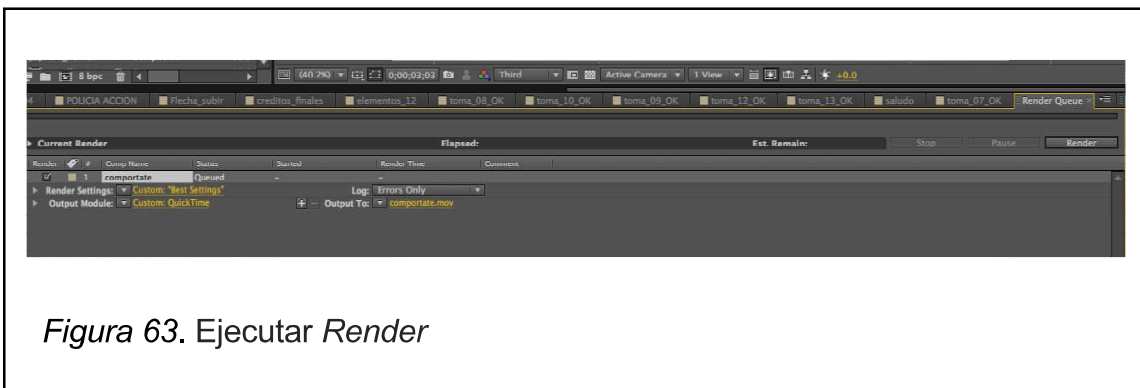 8 bpc (40.2%) 0;00;03;03 Third Active Camera 1 View +0.0
4 POLICIA ACCION Flecha_subir creditos_finales elementos_12 toma_08_OK toma_10_OK toma_09_OK toma_12_OK toma_13_OK saludo toma_07_OK Render Queue
Current Render Elapsed: Est. Remain: Stop Pause Render
Render # Comp Name Status Started Render Time Comment
1 comportate Queued - -
Render Settings: Custom: "Best Settings" Log: Errors Only
Output Module: Custom: QuickTime Output To: comportate.mov
Figura 63. Ejecutar Render